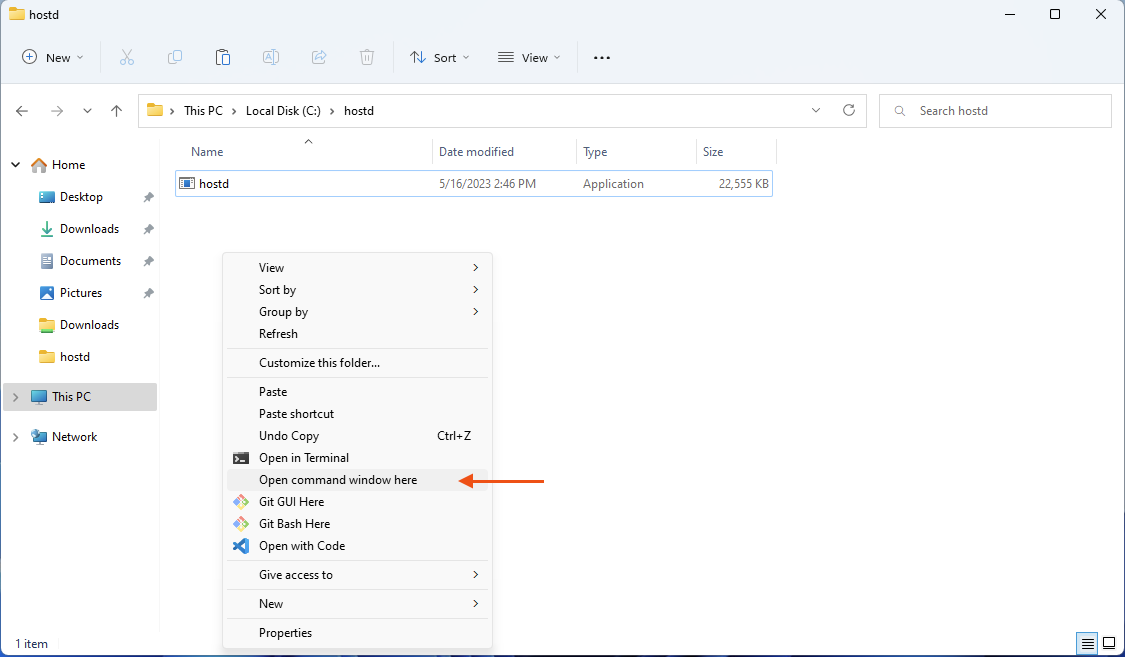 hostd
New
Sort
View
This PC
Local Disk (C:)
hostd
Search hostd
Name
Date modified
Type
Size
hostd
5/16/2023 2:46 PM
Application
22,555 KB
Home
Desktop
Downloads
Documents
Pictures
Downloads
hostd
This PC
Network
View
Sort by
Group by
Refresh
Customize this folder...
Paste
Paste shortcut
Undo Copy Ctrl+Z
Open in Terminal
Open command window here
Git GUI Here
Git Bash Here
Open with Code
Give access to
New
Properties
1 item